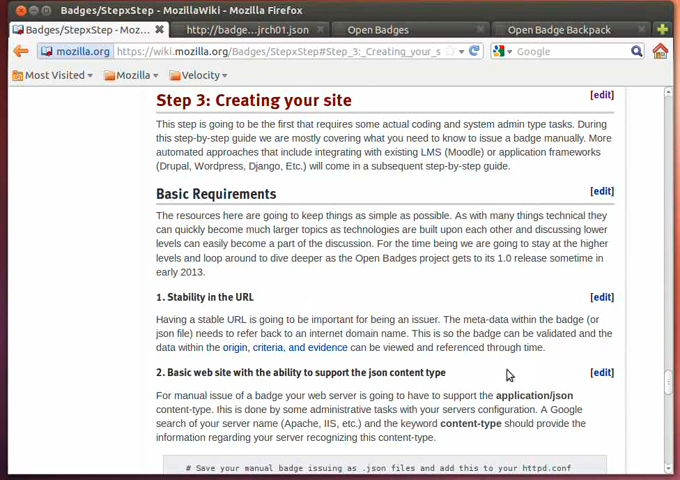 Badges/StepxStep - MozillaWiki - Mozilla Firefox
Badges/StepxStep - Moz...
http://badge...jrch01.json
Open Badges
Open Badge Backpack
mozilla.org
https://wiki.mozilla.org/Badges/StepxStep#Step_3:_Creating_your_s
Google
Most Visited
Mozilla
Velocity
Step 3: Creating your site
[edit]
This step is going to be the first that requires some actual coding and system admin type tasks. During
this step-by-step guide we are mostly covering what you need to know to issue a badge manually. More
automated approaches that include integrating with existing LMS (Moodle) or application frameworks
(Drupal, Wordpress, Django, Etc.) will come in a subsequent step-by-step guide.
Basic Requirements
[edit]
The resources here are going to keep things as simple as possible. As with many things technical they
can quickly become much larger topics as technologies are built upon each other and discussing lower
levels can easily become a part of the discussion. For the time being we are going to stay at the higher
levels and loop around to dive deeper as the Open Badges project gets to its 1.0 release sometime in
early 2013.
1. Stability in the URL
[edit]
Having a stable URL is going to be important for being an issuer. The meta-data within the badge (or
json file) needs to refer back to an internet domain name. This is so the badge can be validated and the
data within the origin, criteria, and evidence can be viewed and referenced through time.
2. Basic web site with the ability to support the json content type
[edit]
For manual issue of a badge your web server is going to have to support the application/json
content-type. Ihis is done by some administrative tasks with your servers configuration. A Google
search of your server name (Apache, IIS, etc.) and the keyword content-type should provide the
information regarding your server recognizing this content-type.
# Save your manual badge issuing as .json files and add this to your httpd.conf